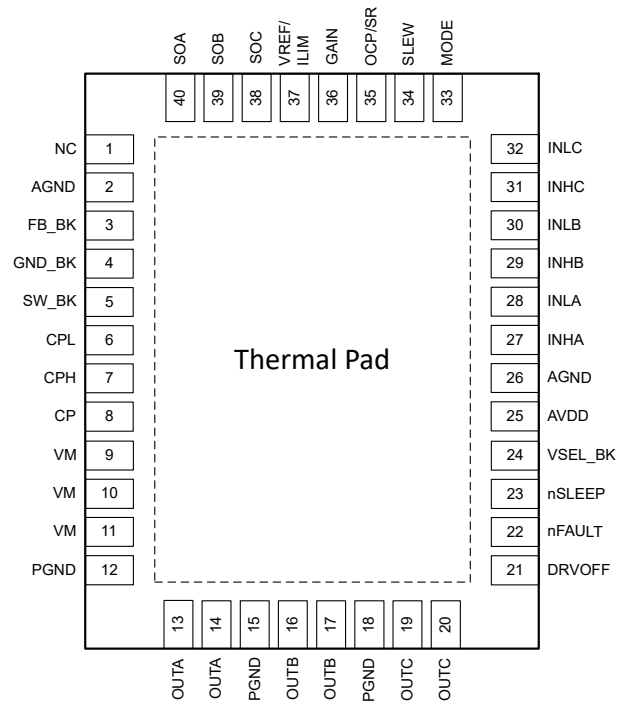 SOA
SOB
SOC
VREF/
ILIM
GAIN
OCP/SR
SLEW
MODE
40
39
38
37
36
35
34
33
NC 1
AGND 2
FB_BK 3
GND_BK 4
SW_BK 5
CPL 6
CPH 7
CP 8
VM 9
VM 10
VM 11
PGND 12
Thermal Pad
32 INLC
31 INHC
30 INLB
29 INHB
28 INLA
27 INHA
26 AGND
25 AVDD
24 VSEL_BK
23 nSLEEP
22 nFAULT
21 DRVOFF
13
14
15
16
17
18
19
20
OUTA
OUTA
PGND
OUTB
OUTB
PGND
OUTC
OUTC